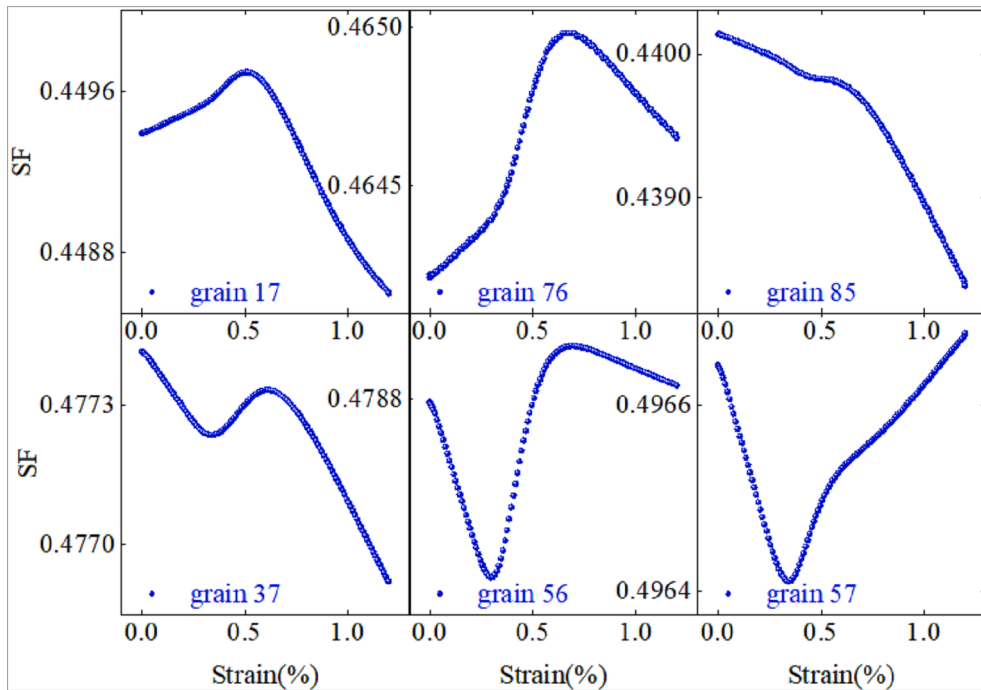 SF
0.4496
0.4488
grain 17
0.4650
0.4645
grain 76
0.4400
0.4390
grain 85
0.0 0.5 1.0
0.0 0.5 1.0
0.0 0.5 1.0
SF
0.4773
0.4770
grain 37
0.4788
grain 56
0.4966
0.4964
grain 57
0.0 0.5 1.0
0.0 0.5 1.0
0.0 0.5 1.0
Strain(%)
Strain(%)
Strain(%)